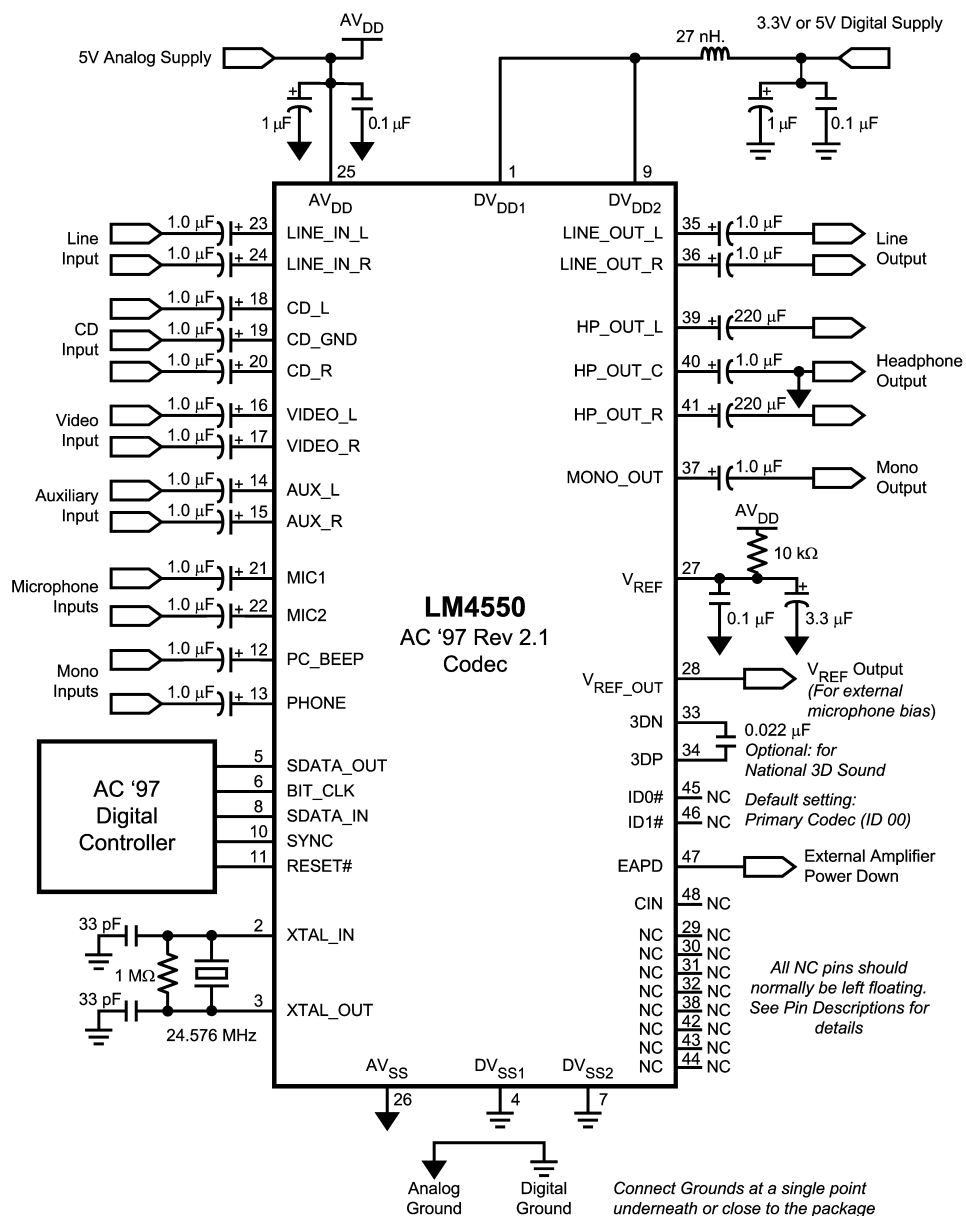 AVDD
5V Analog Supply
3.3V or 5V Digital Supply
27 nH.
+
1 µF
0.1 µF
+
1 µF
0.1 µF
25
1
9
AVDD
DVDD1
DVDD2
Line
Input
1.0 µF + 23 LINE_IN_L
1.0 µF + 24 LINE_IN_R
CD
Input
1.0 µF + 18 CD_L
1.0 µF + 19 CD_GND
1.0 µF + 20 CD_R
Video
Input
1.0 µF + 16 VIDEO_L
1.0 µF + 17 VIDEO_R
Auxiliary
Input
1.0 µF + 14 AUX_L
1.0 µF + 15 AUX_R
Microphone
Inputs
1.0 µF + 21 MIC1
1.0 µF + 22 MIC2
Mono
Inputs
1.0 µF + 12 PC_BEEP
1.0 µF + 13 PHONE
AC ‘97
Digital
Controller
5 SDATA_OUT
6 BIT_CLK
8 SDATA_IN
10 SYNC
11 RESET#
33 pF
2 XTAL_IN
1 MΩ
33 pF
3 XTAL_OUT
24.576 MHz
LM4550
AC ‘97 Rev 2.1
Codec
LINE_OUT_L 35 + 1.0 µF
LINE_OUT_R 36 + 1.0 µF
Line
Output
HP_OUT_L 39 + 220 µF
HP_OUT_C 40 + 1.0 µF
HP_OUT_R 41 + 220 µF
Headphone
Output
MONO_OUT 37 + 1.0 µF
Mono
Output
AVDD
10 kΩ
VREF 27
0.1 µF
+
3.3 µF
VREF_OUT 28
VREF Output
(For external
microphone bias)
3DN 33
3DP 34
0.022 µF
Optional: for
National 3D Sound
ID0# 45 NC
ID1# 46 NC
Default setting:
Primary Codec (ID 00)
EAPD 47
External Amplifier
Power Down
CIN 48 NC
NC 29 NC
NC 30 NC
NC 31 NC
NC 32 NC
NC 38 NC
NC 42 NC
NC 43 NC
NC 44 NC
All NC pins should
normally be left floating.
See Pin Descriptions for
details
AVSS
DVSS1
DVSS2
26
4
7
Analog
Ground
Digital
Ground
Connect Grounds at a single point
underneath or close to the package